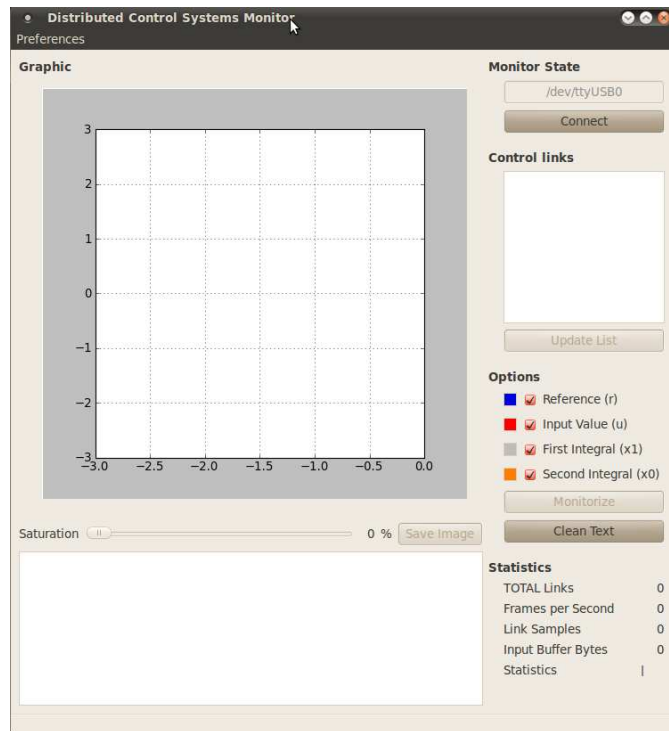 Distributed Control Systems Monitor
Preferences
Graphic
3
2
1
0
−1
−2
−3
−3.0 −2.5 −2.0 −1.5 −1.0 −0.5 0.0
Saturation 0 % Save Image
Monitor State
/dev/ttyUSB0
Connect
Control links
Update List
Options
Reference (r)
Input Value (u)
First Integral (x1)
Second Integral (x0)
Monitorize
Clean Text
Statistics
TOTAL Links 0
Frames per Second 0
Link Samples 0
Input Buffer Bytes 0
Statistics |